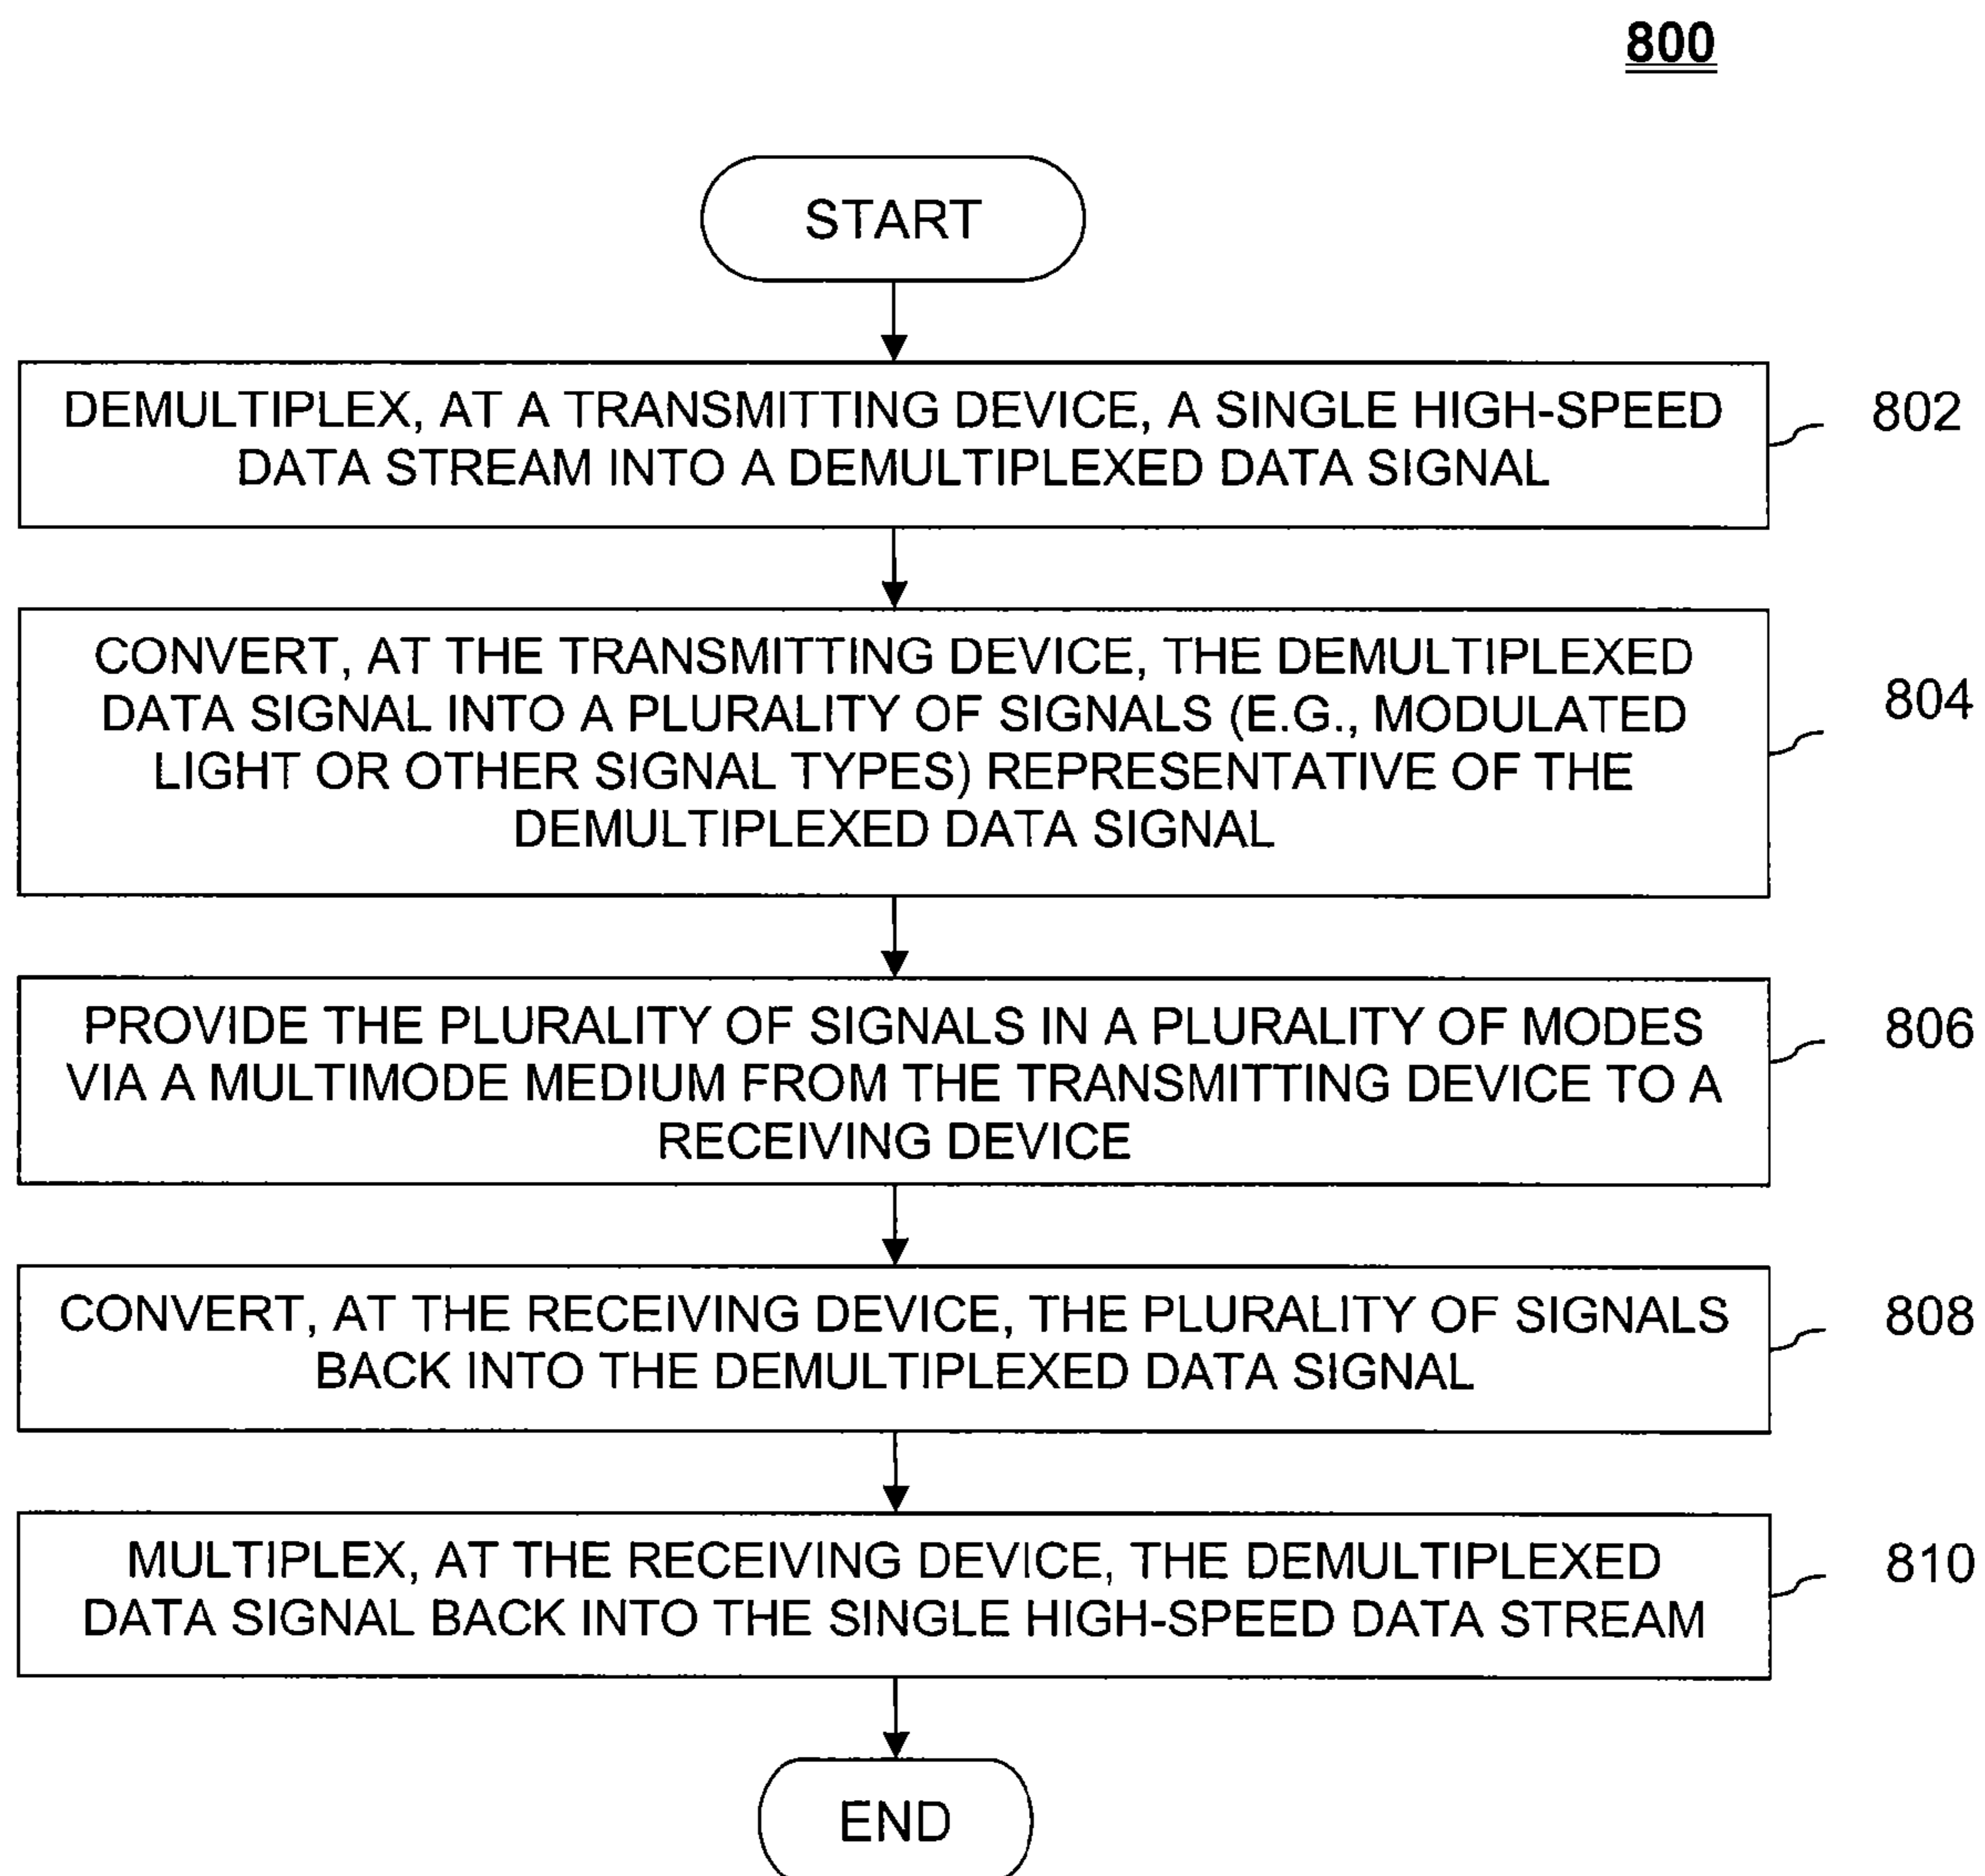 800
START
DEMULTIPLEX, AT A TRANSMITTING DEVICE, A SINGLE HIGH-SPEED
DATA STREAM INTO A DEMULTIPLEXED DATA SIGNAL
802
CONVERT, AT THE TRANSMITTING DEVICE, THE DEMULTIPLEXED
DATA SIGNAL INTO A PLURALITY OF SIGNALS (E.G., MODULATED
LIGHT OR OTHER SIGNAL TYPES) REPRESENTATIVE OF THE
DEMULTIPLEXED DATA SIGNAL
804
PROVIDE THE PLURALITY OF SIGNALS IN A PLURALITY OF MODES
VIA A MULTIMODE MEDIUM FROM THE TRANSMITTING DEVICE TO A
RECEIVING DEVICE
806
CONVERT, AT THE RECEIVING DEVICE, THE PLURALITY OF SIGNALS
BACK INTO THE DEMULTIPLEXED DATA SIGNAL
808
MULTIPLEX, AT THE RECEIVING DEVICE, THE DEMULTIPLEXED
DATA SIGNAL BACK INTO THE SINGLE HIGH-SPEED DATA STREAM
810
END